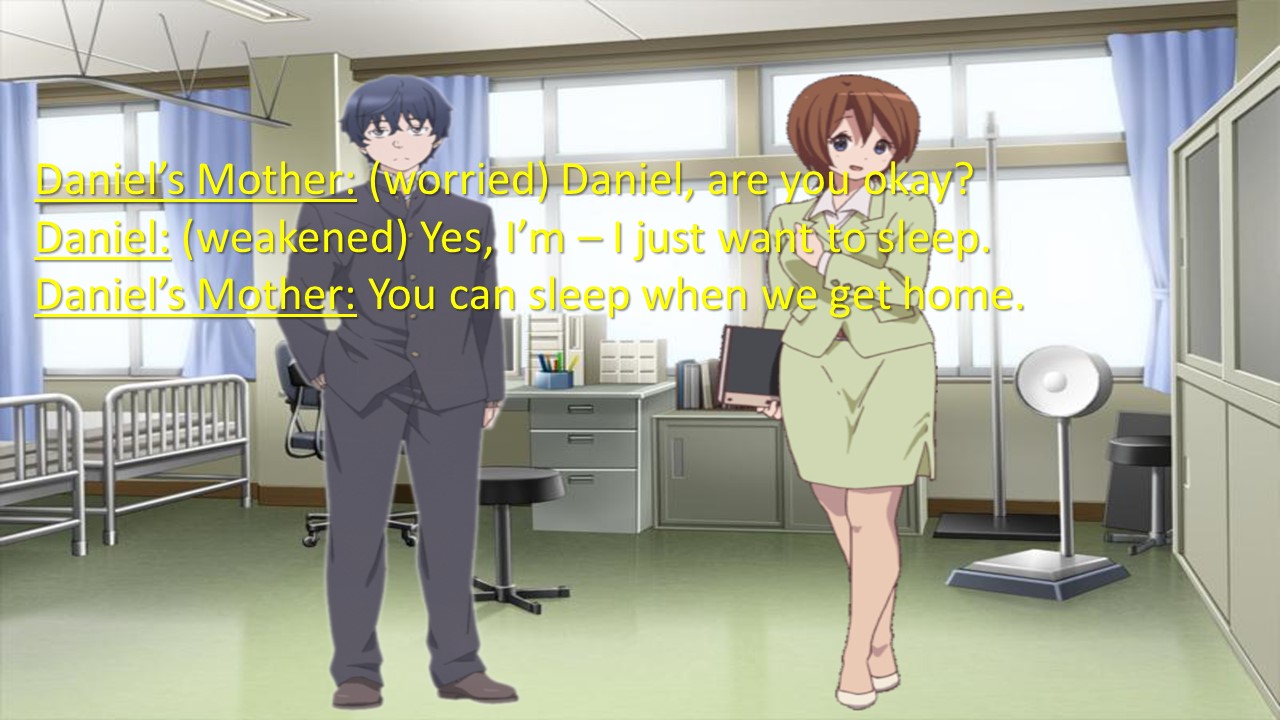 Daniel’s Mother: (worried) Daniel, are you okay?
Daniel: (weakened) Yes, I’m – I just want to sleep.
Daniel’s Mother: You can sleep when we get home.